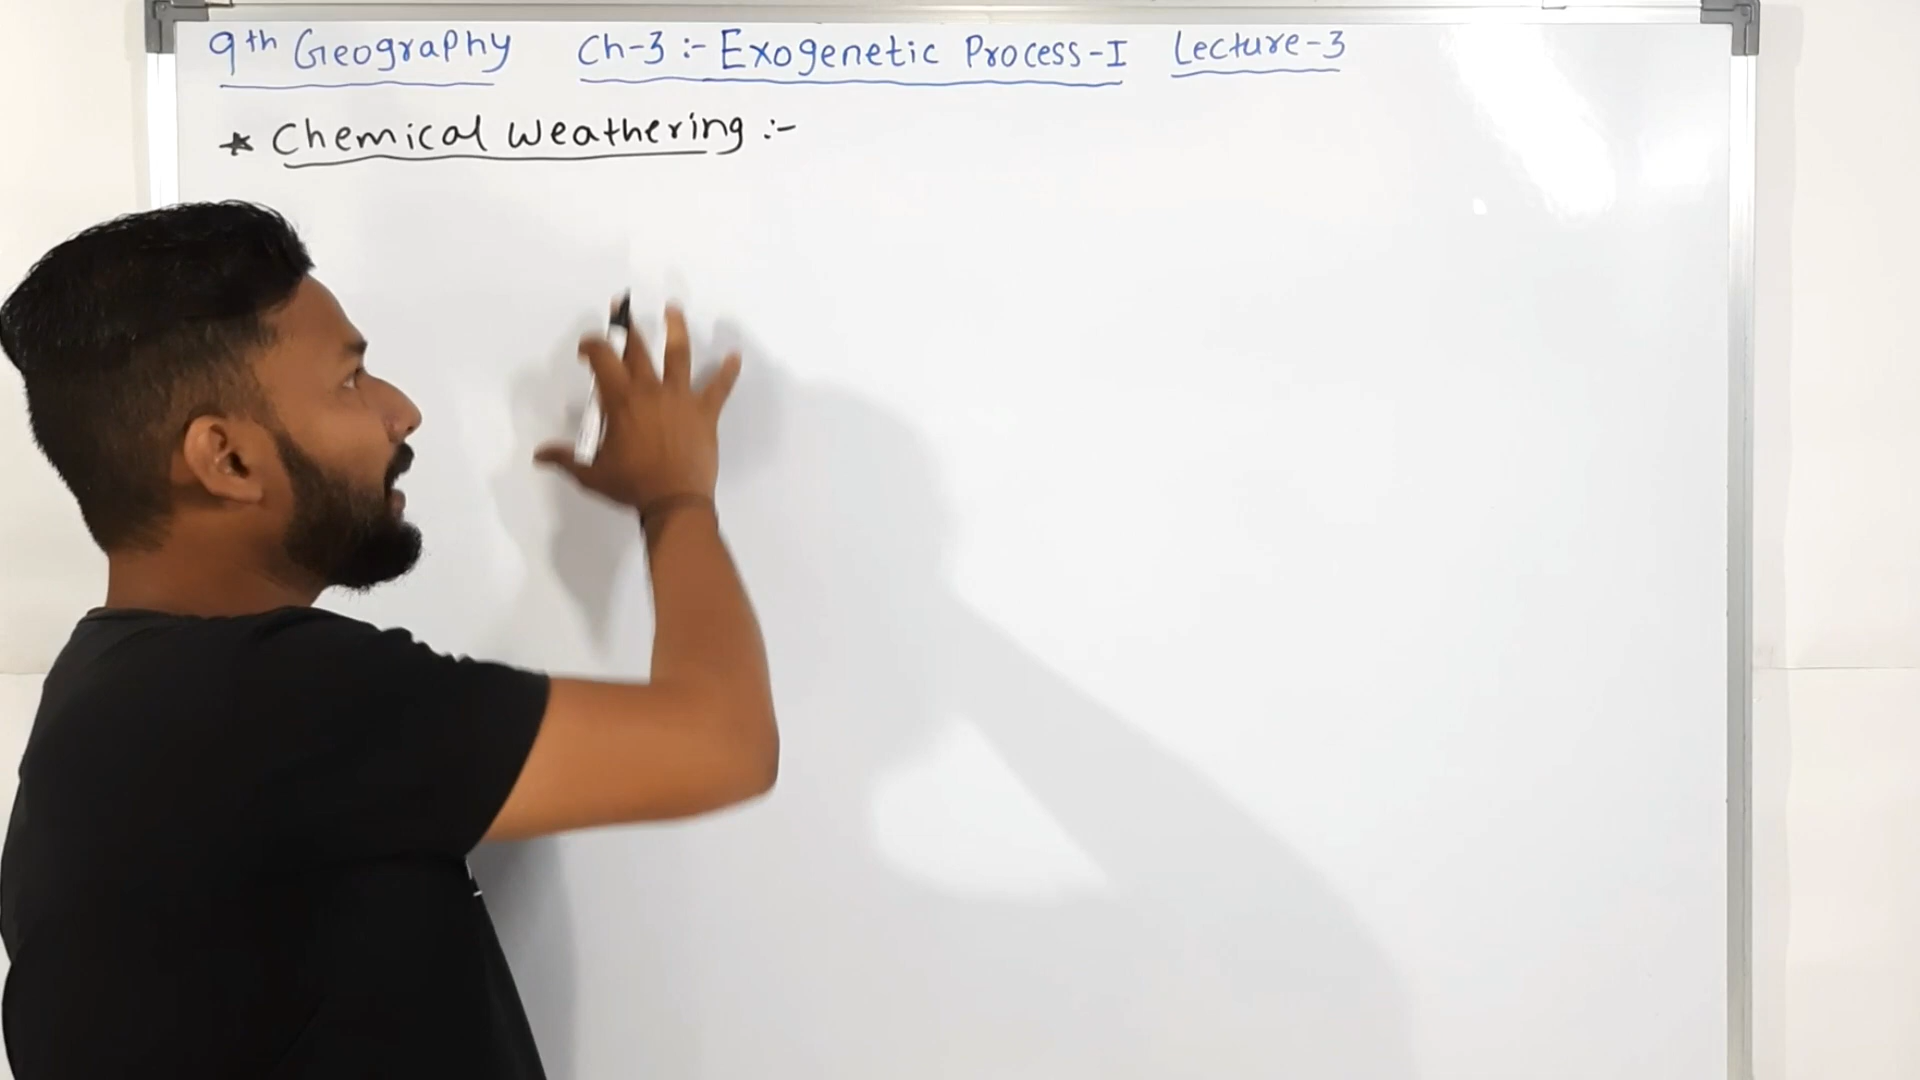 9th Geography Ch-3 :- Exogenetic Process-I Lecture-3
* Chemical Weathering :-